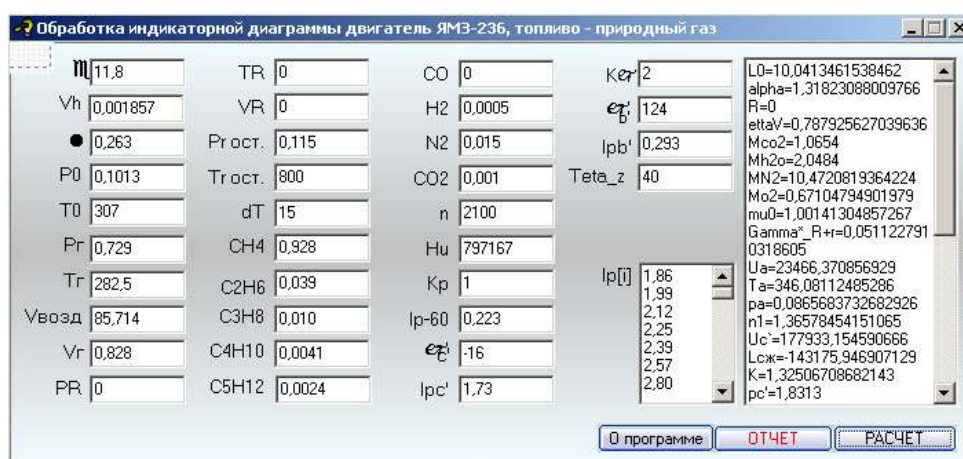 Обработка индикаторной диаграммы двигатель ЯМЗ-236, топливо - природный газ
♏ 11,8
Vh 0,001857
● 0,263
P0 0,1013
T0 307
Pг 0,729
Tг 282,5
Vвозд 85,714
Vг 0,828
PR 0
TR 0
VR 0
Pr ост. 0,115
Tr ост. 800
dT 15
CH4 0,928
C2H6 0,039
C3H8 0,010
C4H10 0,0041
C5H12 0,0024
CO 0
H2 0,0005
N2 0,015
CO2 0,001
n 2100
Hu 797167
Kp 1
Ip-60 0,223
c' -16
Ipc' 1,73
K 2
b' 124
Ipb' 0,293
Teta_z 40
Ip[i] 1,86
1,99
2,12
2,25
2,39
2,57
2,80
L0=10,0413461538462
alpha=1,31823088009766
R=0
ettaV=0,787925627039636
Mco2=1,0654
Mh2o=2,0484
MN2=10,4720819364224
Mo2=0,67104794901979
mu0=1,00141304857267
Gamma*_R+r=0,051122791
0318605
Ua=23466,370856929
Ta=346,08112485286
pa=0,0865683732682926
n1=1,36578454151065
Uc`=177933,154590666
Lсж=-143175,946907129
K=1,32506708682143
pc'=1,8313
О программе
ОТЧЕТ
РАСЧЕТ